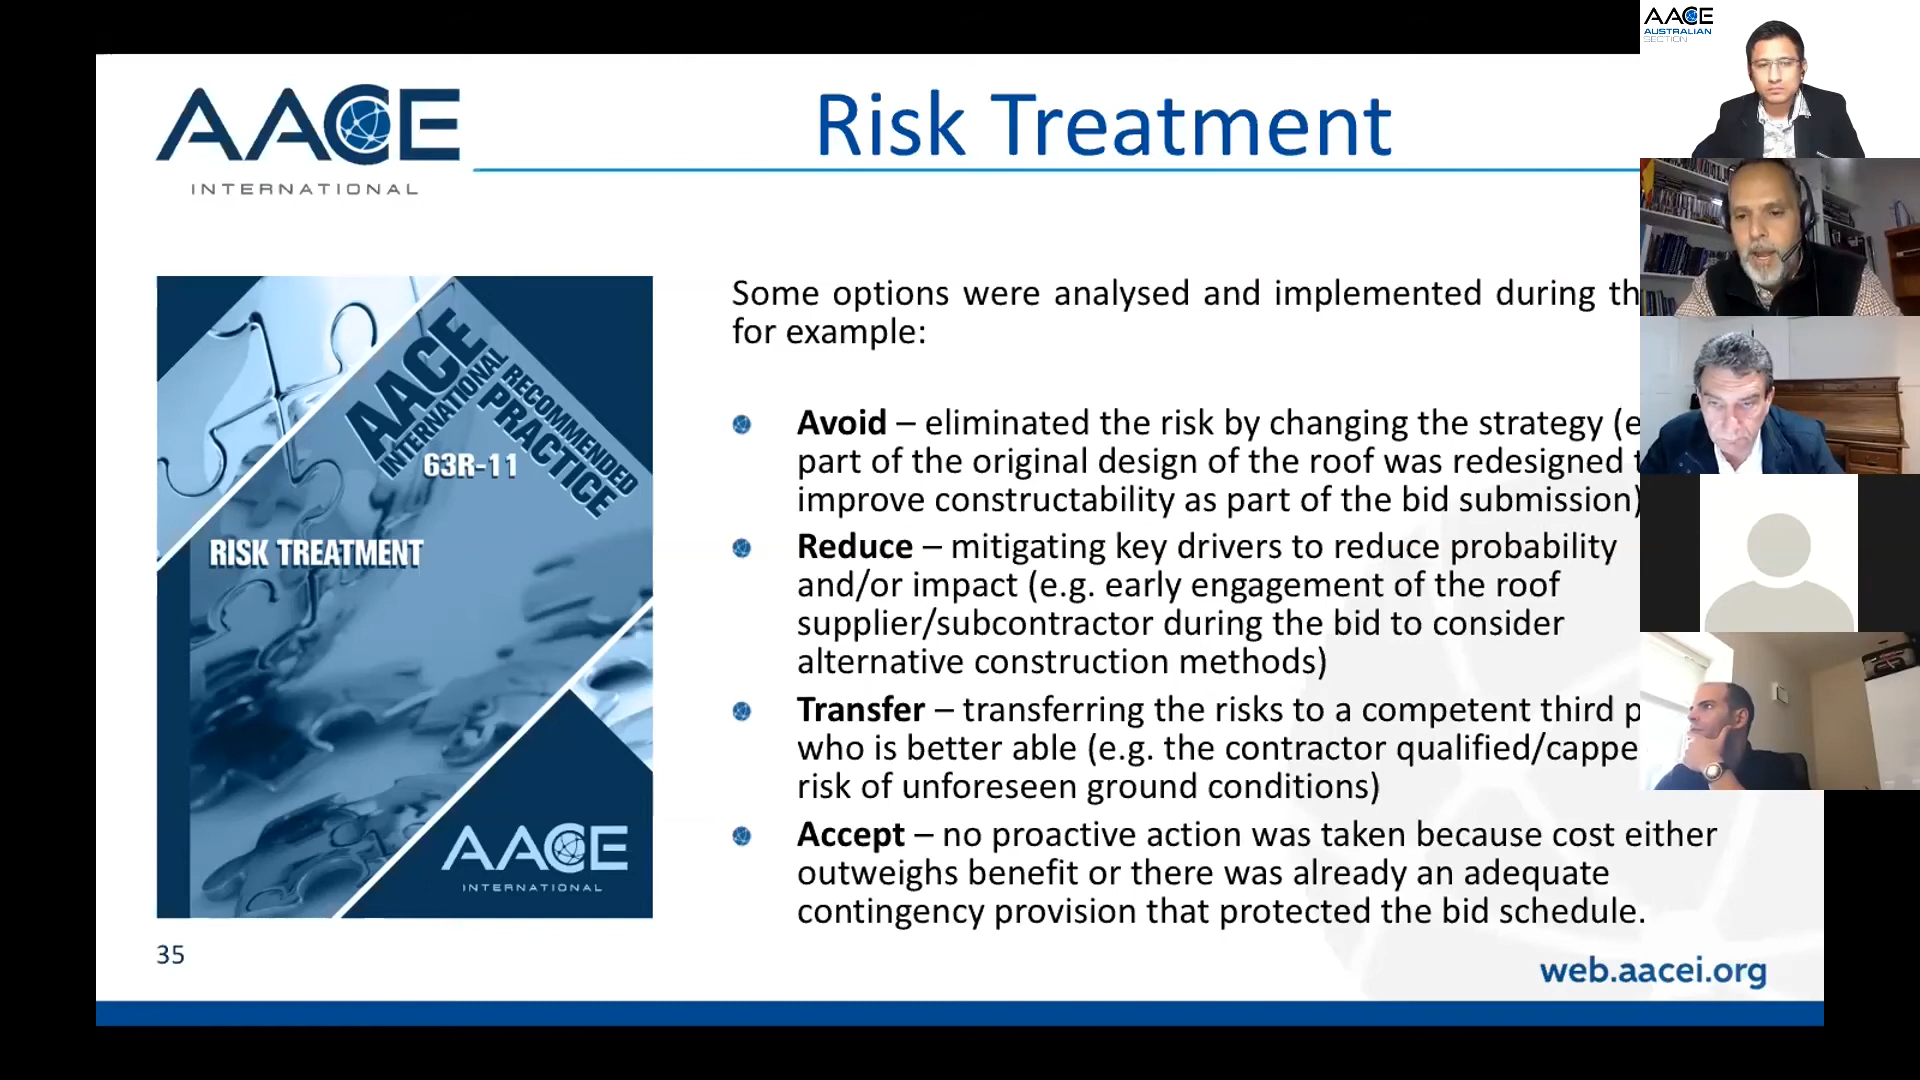 AACE
INTERNATIONAL
Risk Treatment
AACE
AUSTRALIAN
SECTION
AACE
INTERNATIONAL
RECOMMENDED
PRACTICE
63R-11
RISK TREATMENT
AACE
INTERNATIONAL
Some options were analysed and implemented during
for example:
Avoid – eliminated the risk by changing the strategy
part of the original design of the roof was redesigned
improve constructability as part of the bid submission)
Reduce – mitigating key drivers to reduce probability
and/or impact (e.g. early engagement of the roof
supplier/subcontractor during the bid to consider
alternative construction methods)
Transfer – transferring the risks to a competent third
who is better able (e.g. the contractor
risk of unforeseen ground conditions)
Accept – no proactive action was taken because cost either
outweighs benefit or there was already an adequate
contingency provision that protected the bid schedule.
35
web.aacei.org